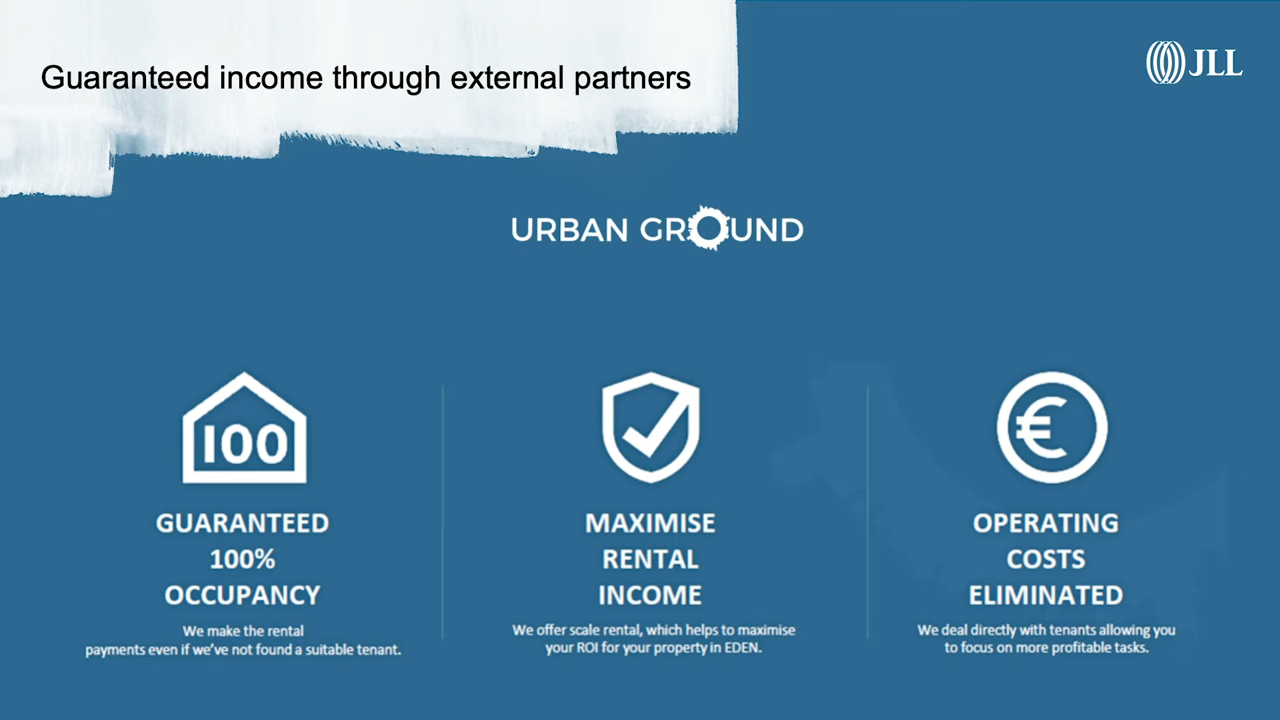 Guaranteed income through external partners
JLL
URBAN GROUND
100
GUARANTEED
100%
OCCUPANCY
We make the rental
payments even if we've not found a suitable tenant.
MAXIMISE
RENTAL
INCOME
We offer scale rental, which helps to maximise
your ROI for your property in EDEN.
€
OPERATING
COSTS
ELIMINATED
We deal directly with tenants allowing you
to focus on more profitable tasks.